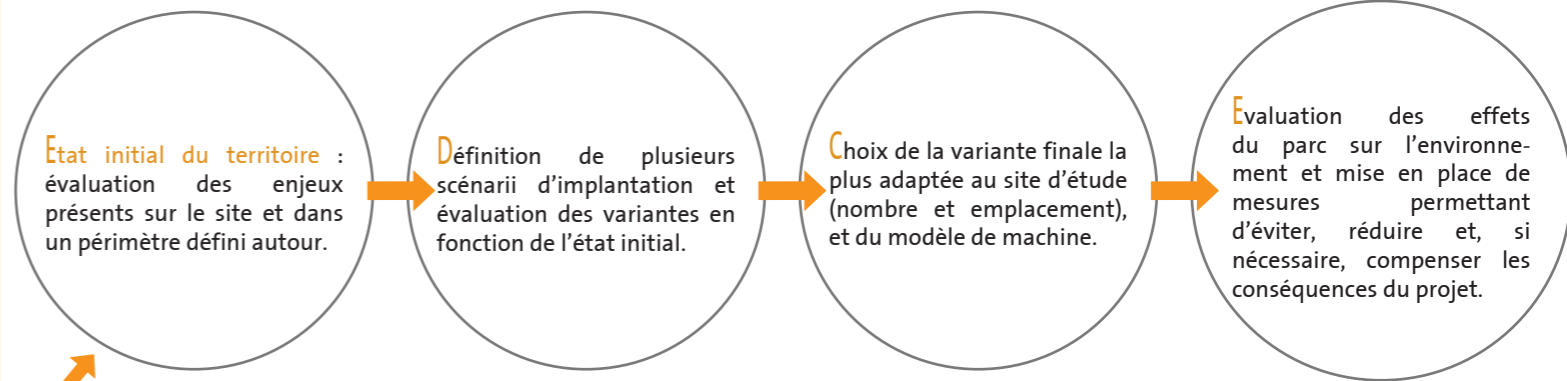 Etat initial du territoire :
évaluation des enjeux
présents sur le site et dans
un périmètre défini autour.
Définition de plusieurs
scénarii d'implantation et
évaluation des variantes en
fonction de l'état initial.
Choix de la variante finale la
plus adaptée au site d'étude
(nombre et emplacement),
et du modèle de machine.
Evaluation des effets
du parc sur l'environne-
ment et mise en place de
mesures permettant
d'éviter, réduire et, si
nécessaire, compenser les
conséquences du projet.